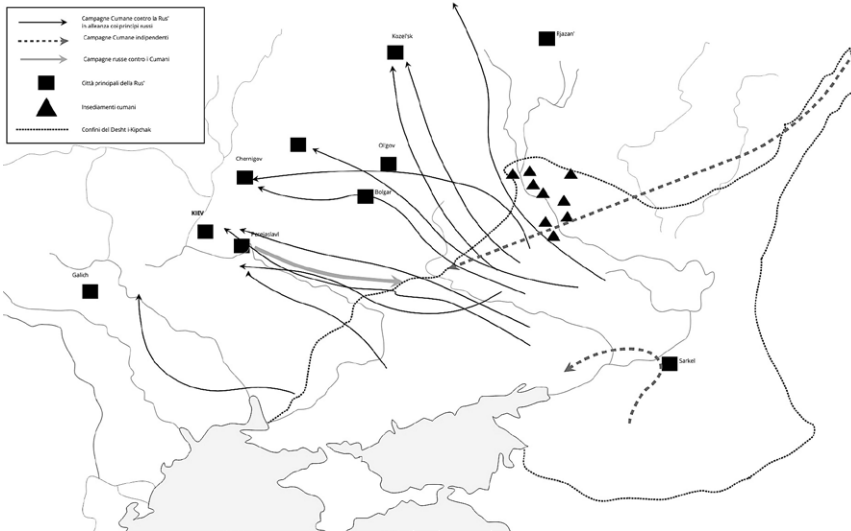 Campagne Cumane contro la Rus'
in alleanza coi principi russi
Campagne Cumane indipendenti
Campagne russe contro i Cumani
Città principali della Rus'
Insediamenti cumani
Confini del Desht i-Kipchak
Kozel'sk
Rjazan'
Chernigov
Ol'gov
Bolgar
KIEV
Perejaslavl
Galich
Sarkel